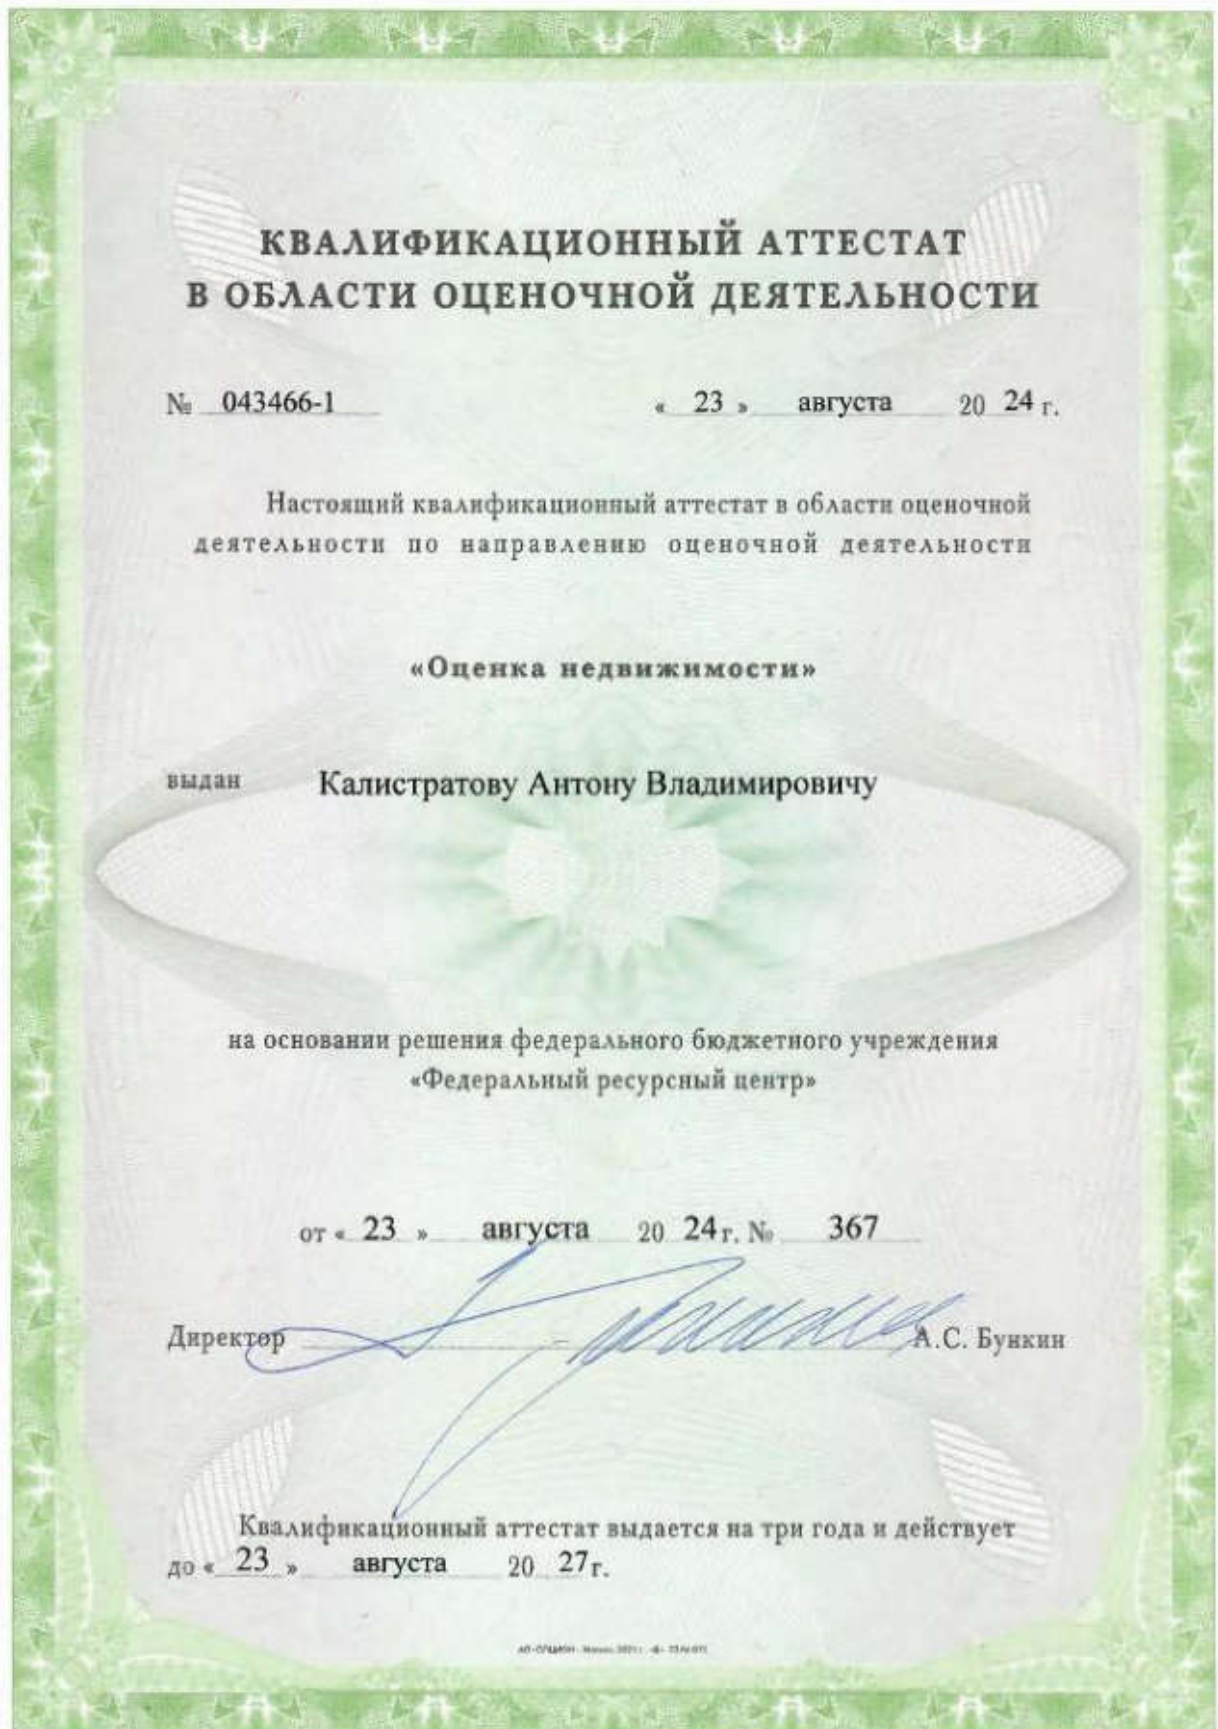 КВАЛИФИКАЦИОННЫЙ АТТЕСТАТ
В ОБЛАСТИ ОЦЕНОЧНОЙ ДЕЯТЕЛЬНОСТИ
№ 043466-1 « 23 » августа 20 24 г.
Настоящий квалификационный аттестат в области оценочной
деятельности по направлению оценочной деятельности
«Оценка недвижимости»
выдан Калистратову Антону Владимировичу
на основании решения федерального бюджетного учреждения
«Федеральный ресурсный центр»
от « 23 » августа 20 24 г. № 367
Директор А.С. Бункин
Квалификационный аттестат выдается на три года и действует
до « 23 » августа 20 27 г.